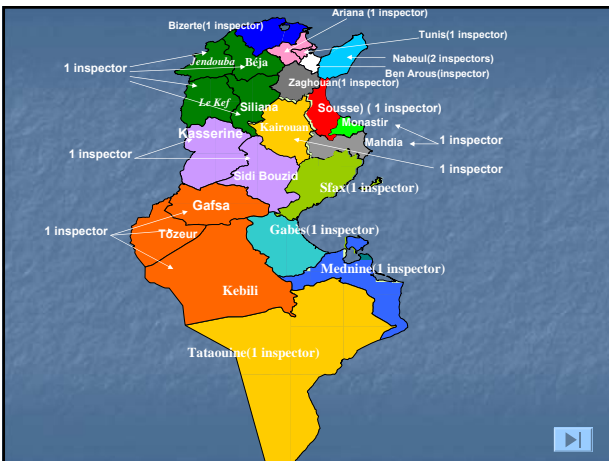 Ariana (1 inspector)
Bizerte(1 inspector)
Tunis(1 inspector)
Jendouba
Béja
Nabeul(2 inspectors)
1 inspector
Ben Arous(inspector)
Zaghouan(1 inspector)
Le Kef
Siliana
Sousse) ( 1 inspector)
Monastir
Kairouan
Kasserine
1 inspector
Mahdia
1 inspector
1 inspector
Sidi Bouzid
Sfax(1 inspector)
Gafsa
1 inspector
Tozeur
Gabes(1 inspector)
Mednine(1 inspector)
Kebili
Tataouine(1 inspector)